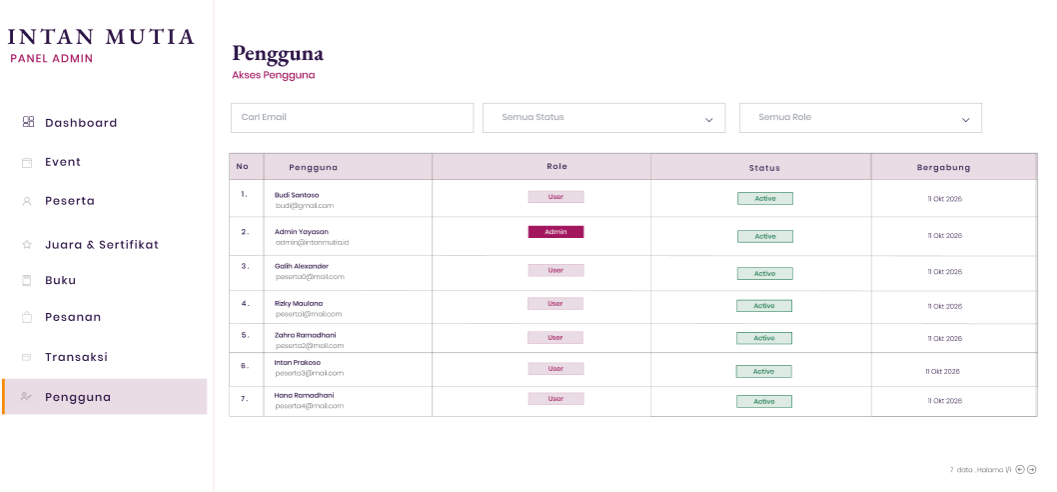 INTAN MUTIA
PANEL ADMIN
Dashboard
Event
Peserta
Juara & Sertifikat
Buku
Pesanan
Transaksi
Pengguna
Pengguna
Akses Pengguna
Cari Email
Semua Status
Semua Role
No Pengguna Role Status Bergabung
1. Budi Santoso User Active 11 Okt 2026
budi@gmail.com
2. Admin Yayasan Admin Active 11 Okt 2026
admin@intanmutia.id
3. Galih Alexander User Active 11 Okt 2026
peserta0@mail.com
4. Rizky Maulana User Active 11 Okt 2026
peserta1@mail.com
5. Zahra Ramadhani User Active 11 Okt 2026
peserta2@mail.com
6. Intan Prakoso User Active 11 Okt 2026
peserta3@mail.com
7. Hana Ramadhani User Active 11 Okt 2026
peserta4@mail.com
7 data . Halama 1/1